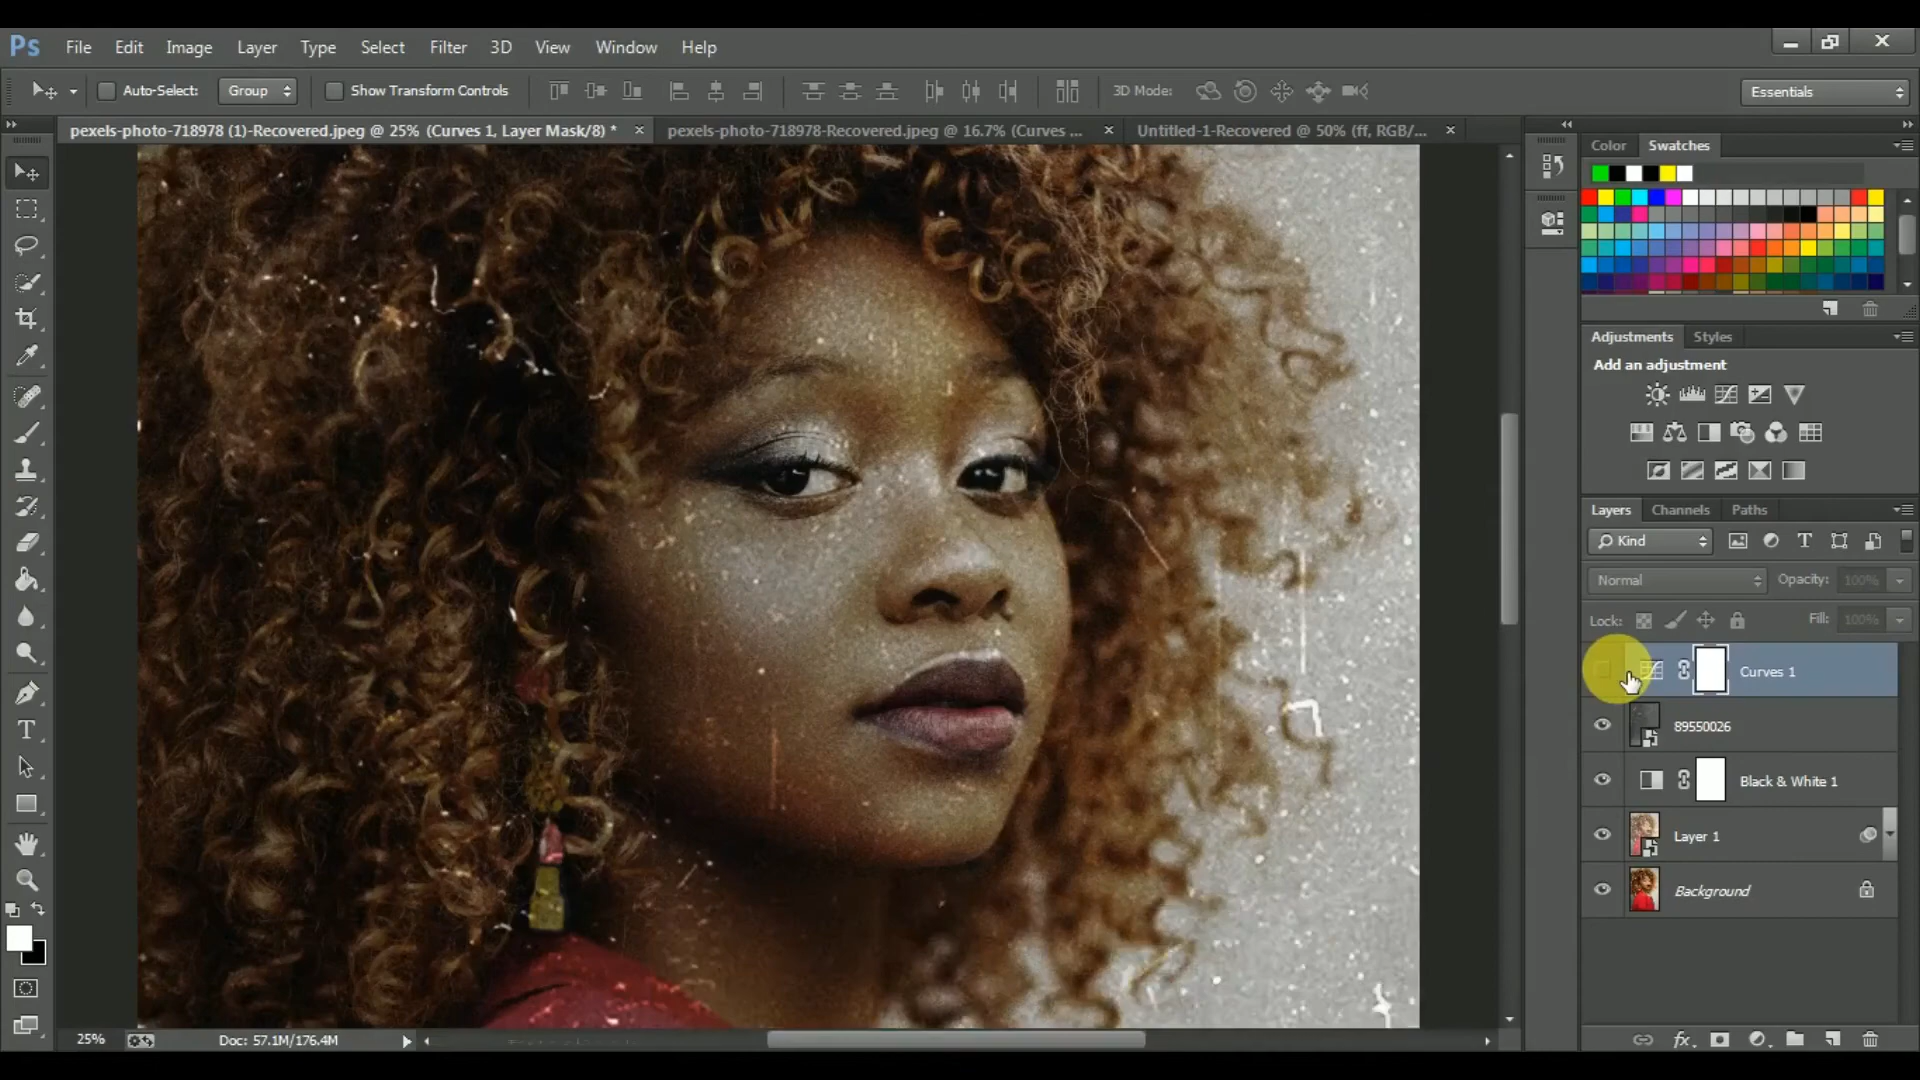 Ps File Edit Image Layer Type Select Filter 3D View Window Help
Auto-Select: Group Show Transform Controls 3D Mode: Essentials
pexels-photo-718978 (1)-Recovered.jpeg @ 25% (Curves 1, Layer Mask/8) * × pexels-photo-718978-Recovered.jpeg @ 16.7% (Curves ... × Untitled-1-Recovered @ 50% (ff, RGB/... ×
Color Swatches
Adjustments Styles
Add an adjustment
Layers Channels Paths
Kind
Normal Opacity: 100%
Lock: Fill: 100%
Curves 1
89550026
Black & White 1
Layer 1
Background
25% Doc: 57.1M/176.4M
fx